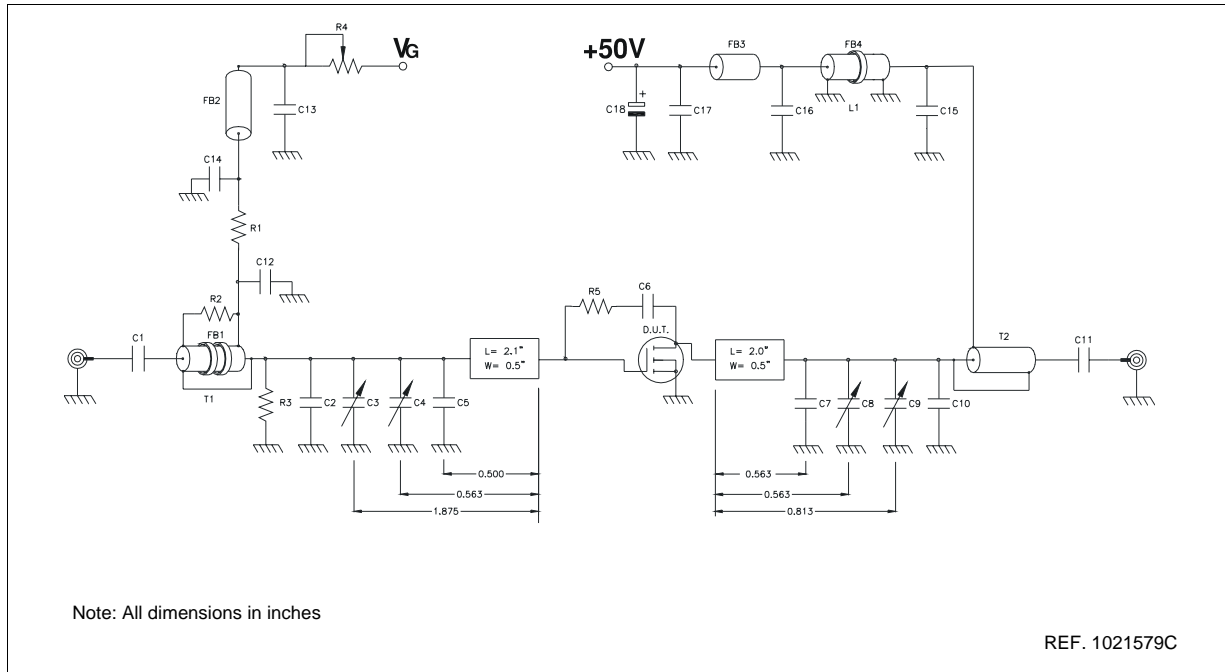 R4
VG
+50V
FB3
FB4
FB2
C13
+
C18
C17
C16
L1
C15
C14
R1
C12
R2
FB1
C1
T1
R3
C2
C3
C4
C5
L= 2.1"
W= 0.5"
R5
C6
D.U.T.
L= 2.0"
W= 0.5"
C7
C8
C9
C10
T2
C11
0.500
0.563
1.875
0.563
0.563
0.813
Note: All dimensions in inches
REF. 1021579C